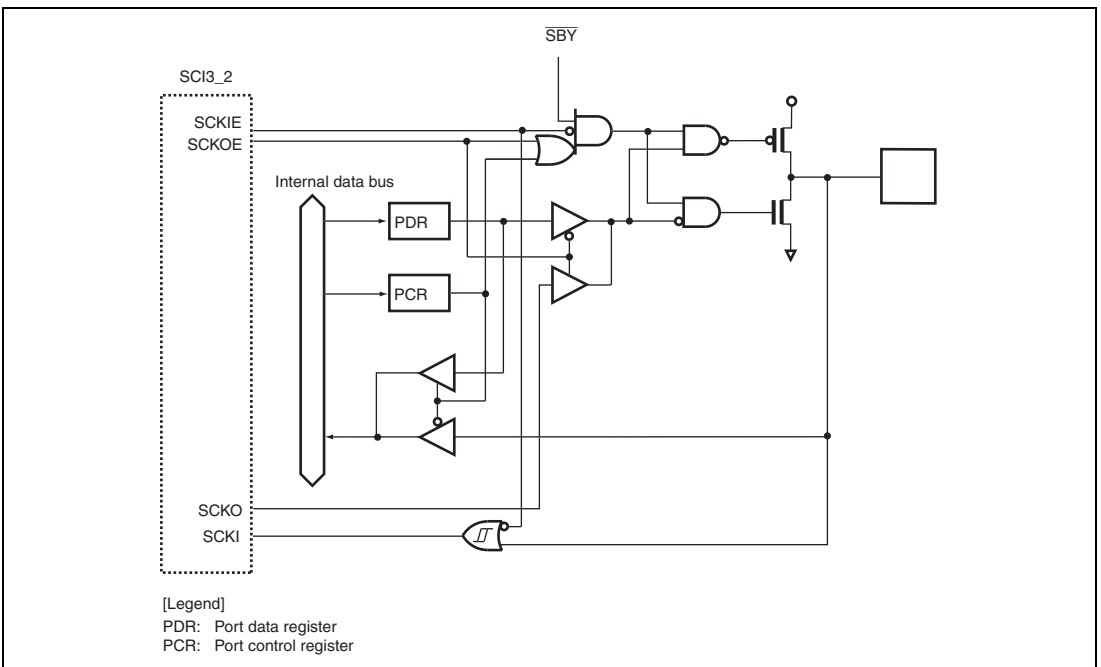 SBY
SCI3_2
SCKIE
SCKOE
Internal data bus
PDR
PCR
SCKO
SCKI
[Legend]
PDR: Port data register
PCR: Port control register